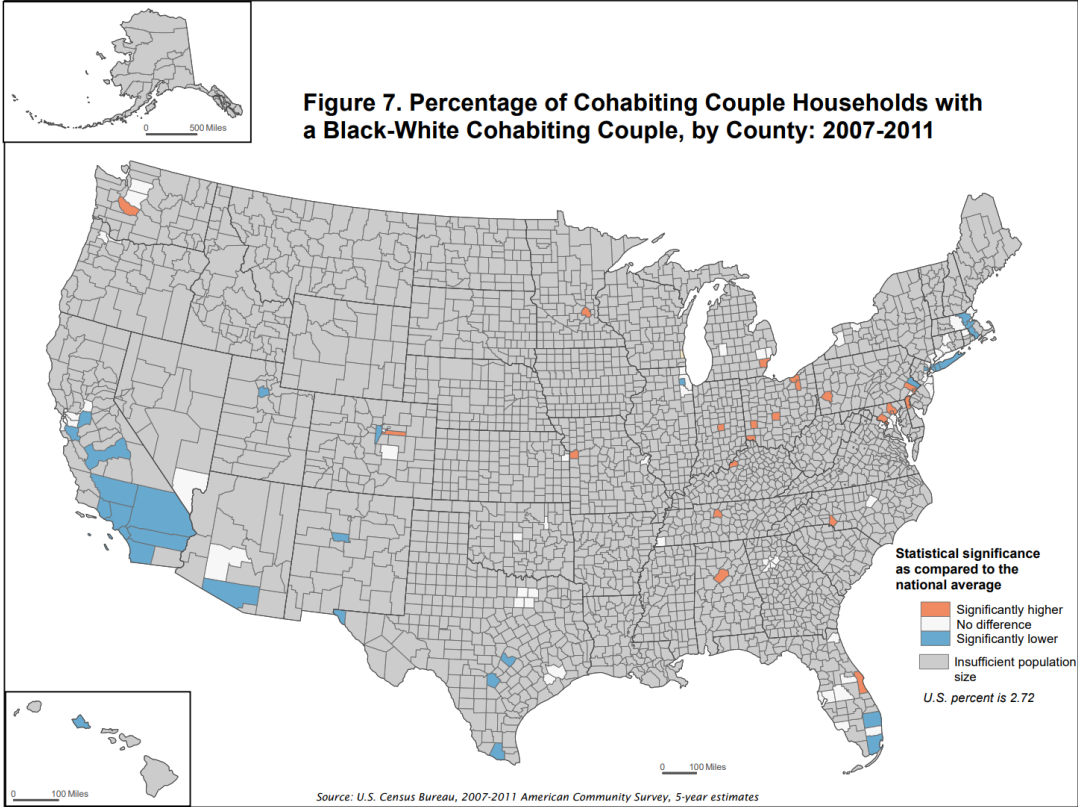 Figure 7. Percentage of Cohabiting Couple Households with
a Black-White Cohabiting Couple, by County: 2007-2011
0 500 Miles
Statistical significance
as compared to the
national average
Significantly higher
No difference
Significantly lower
Insufficient population
size
U.S. percent is 2.72
0 100 Miles
0 100 Miles
Source: U.S. Census Bureau, 2007-2011 American Community Survey, 5-year estimates